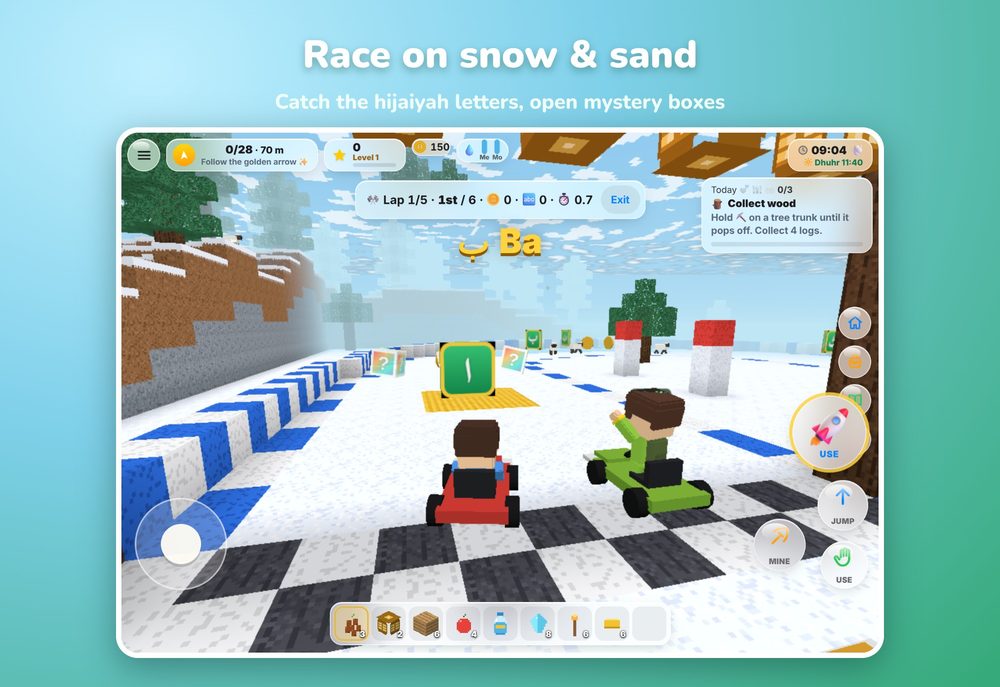 Race on snow & sand
Catch the hijaiyah letters, open mystery boxes
0/28 · 70 m
Follow the golden arrow
0
Level 1
150
Me Mo
09:04
Dhuhr 11:40
Lap 1/5 · 1st / 6 · 0 · abc 0 · 0.7 Exit
Today 0/3
Collect wood
Hold on a tree trunk until it
pops off. Collect 4 logs.
ب Ba
? ا ?
USE
JUMP
MINE
USE
3 2 6 4 8 6 6